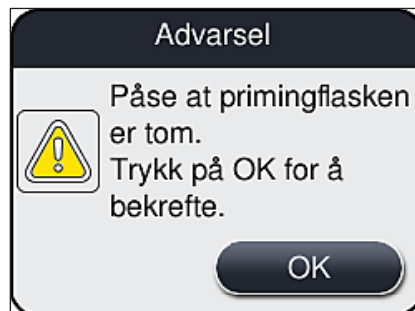 Advarsel
Påse at primingflasken
er tom.
Trykk på OK for å
bekrefte.
OK